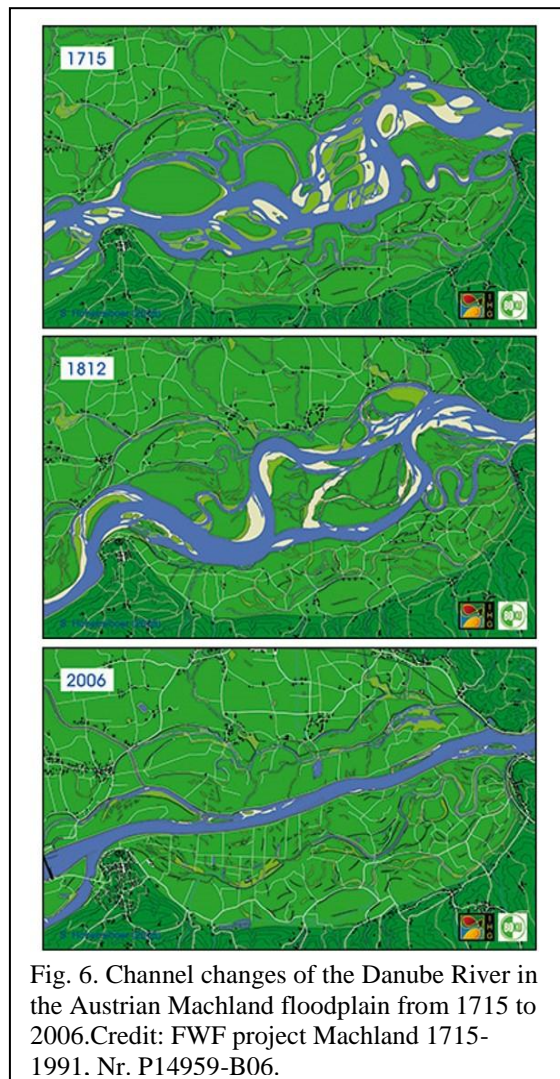 1715
1812
2006
Fig. 6. Channel changes of the Danube River in
the Austrian Machland floodplain from 1715 to
2006.Credit: FWF project Machland 1715-
1991, Nr. P14959-B06.